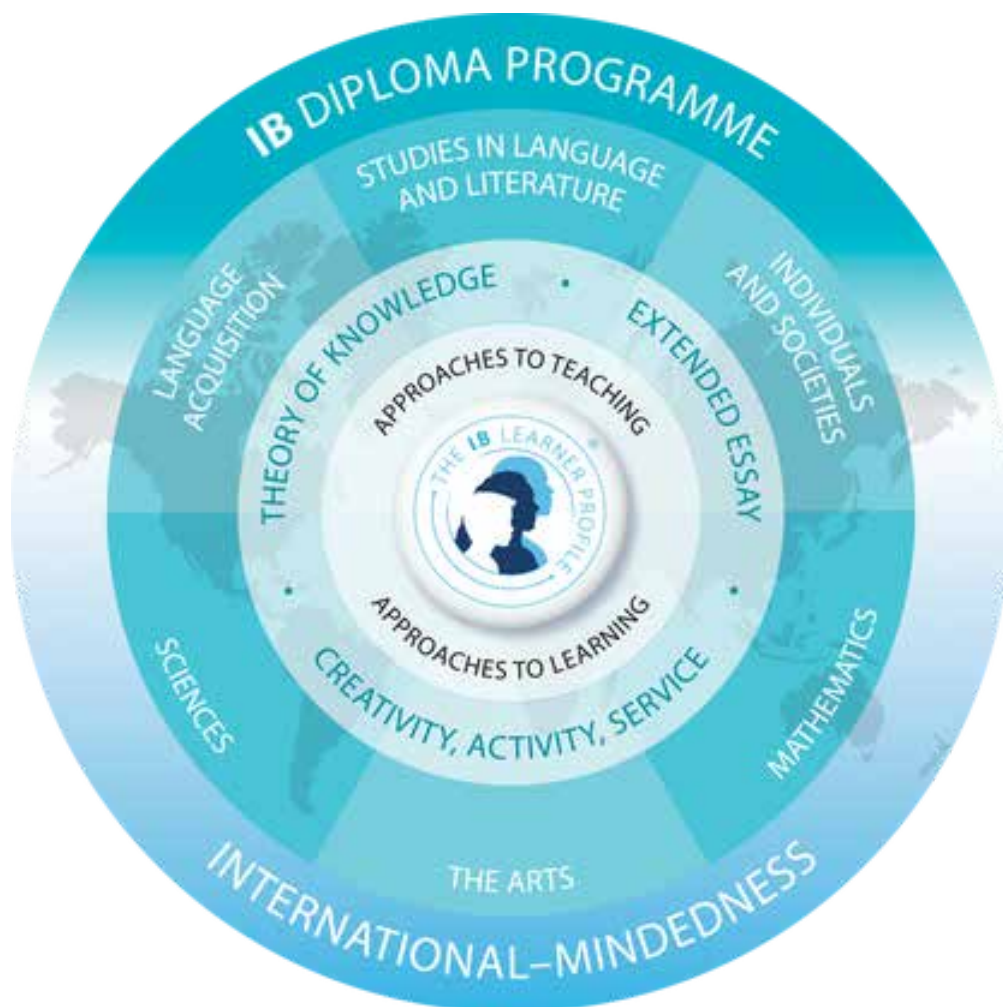 IB DIPLOMA PROGRAMME
STUDIES IN LANGUAGE
AND LITERATURE
LANGUAGE
ACQUISITION
INDIVIDUALS
AND SOCIETIES
THEORY OF KNOWLEDGE
EXTENDED ESSAY
APPROACHES TO TEACHING
THE IB LEARNER PROFILE
®
APPROACHES TO LEARNING
CREATIVITY, ACTIVITY, SERVICE
SCIENCES
MATHEMATICS
THE ARTS
INTERNATIONAL–MINDEDNESS